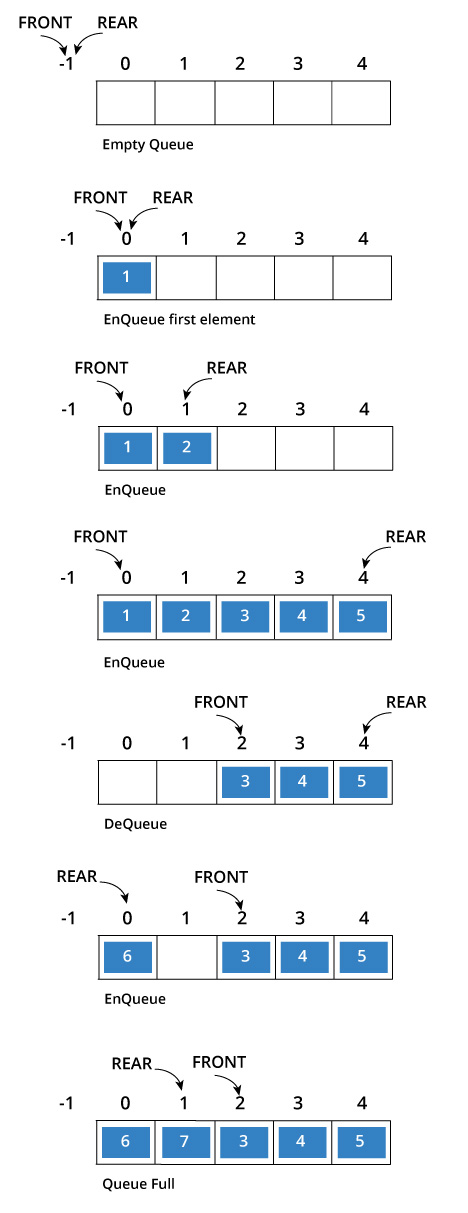 FRONT REAR
-1 0 1 2 3 4
Empty Queue
FRONT REAR
-1 0 1 2 3 4
1
EnQueue first element
FRONT REAR
-1 0 1 2 3 4
1 2
EnQueue
FRONT REAR
-1 0 1 2 3 4
1 2 3 4 5
EnQueue
FRONT REAR
-1 0 1 2 3 4
3 4 5
DeQueue
REAR FRONT
-1 0 1 2 3 4
6 3 4 5
EnQueue
REAR FRONT
-1 0 1 2 3 4
6 7 3 4 5
Queue Full